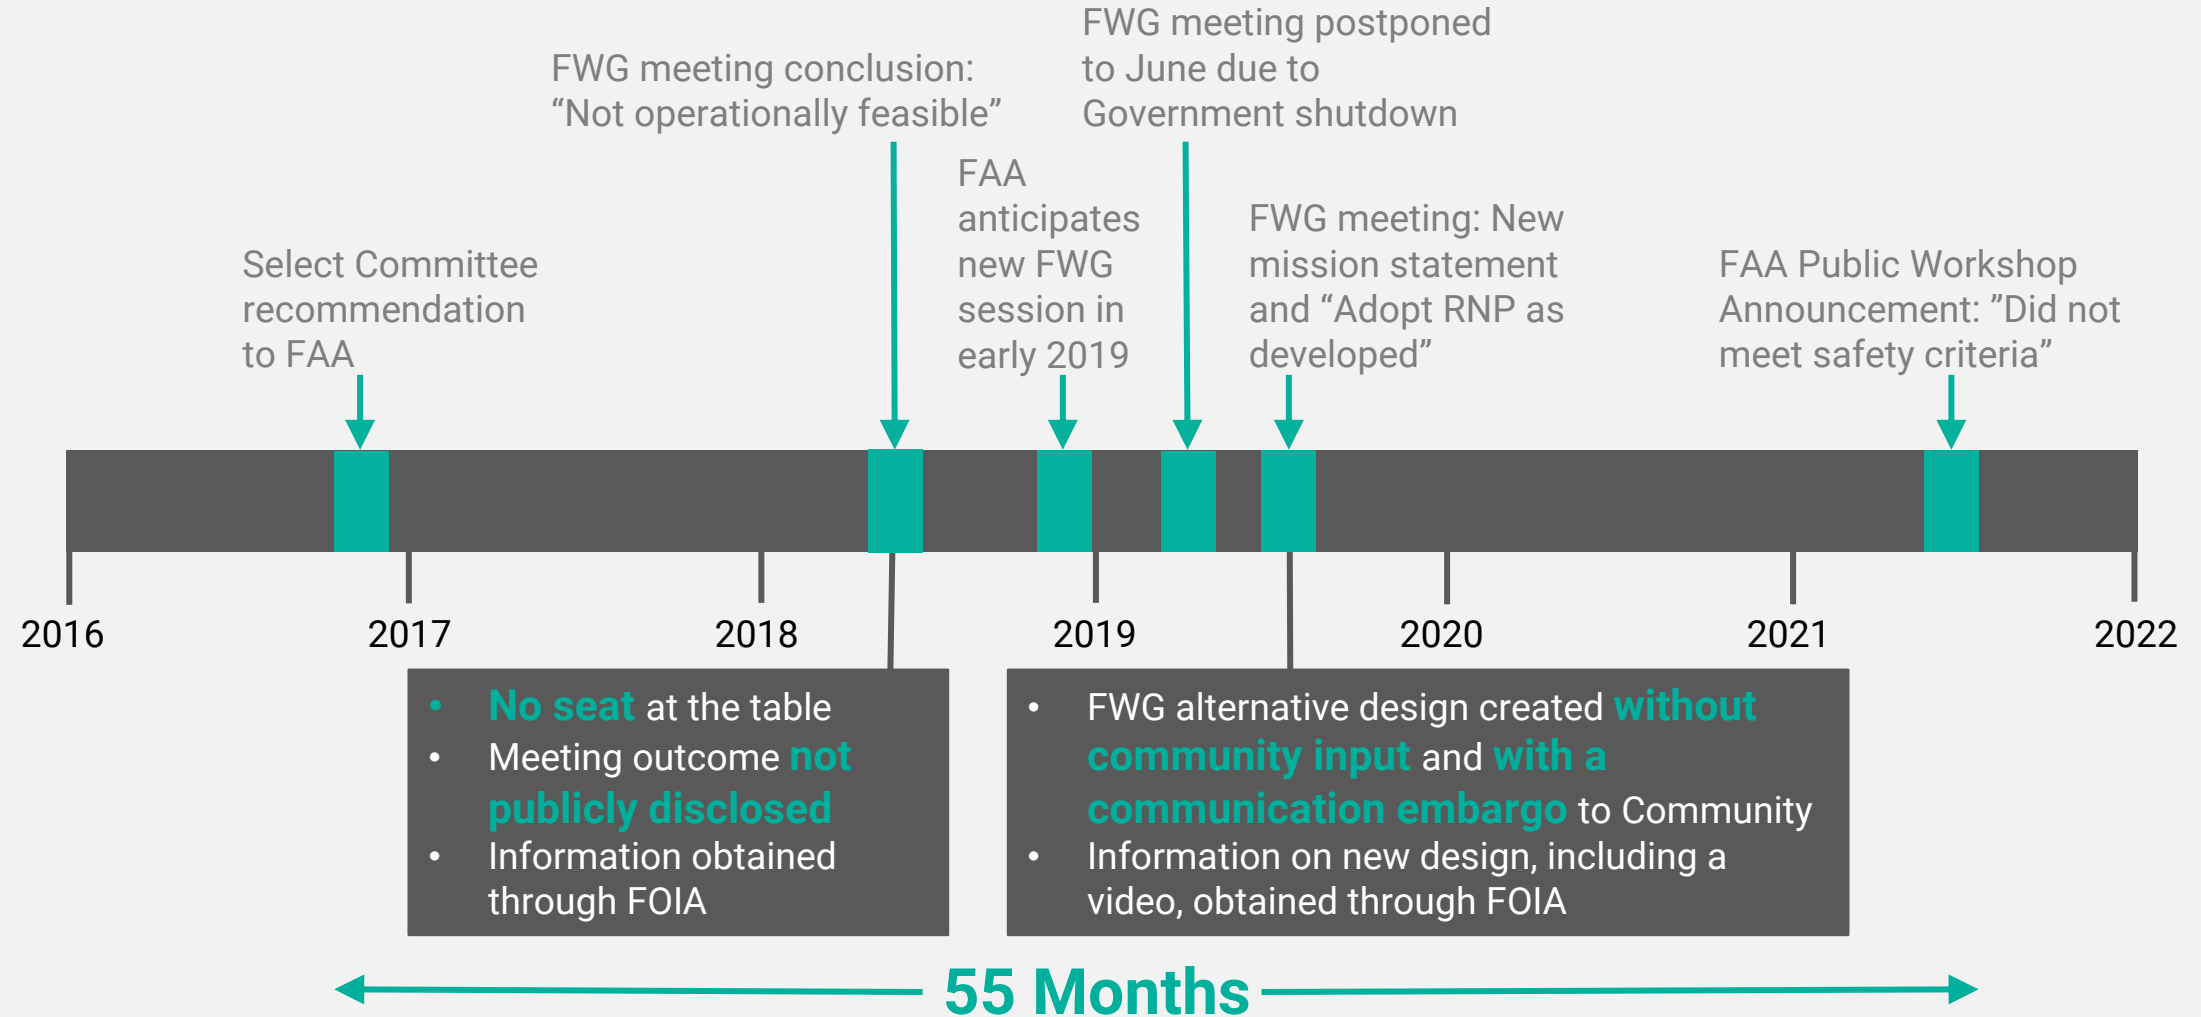 FWG meeting postponed
to June due to
Government shutdown
FWG meeting conclusion:
“Not operationally feasible”
FAA
anticipates
new FWG
session in
early 2019
FWG meeting: New
mission statement
and “Adopt RNP as
developed”
Select Committee
recommendation
to FAA
FAA Public Workshop
Announcement: ”Did not
meet safety criteria”
2016
2017
2018
2019
2020
2021
2022
• No seat at the table
• Meeting outcome not
publicly disclosed
• Information obtained
through FOIA
• FWG alternative design created without
community input and with a
communication embargo to Community
• Information on new design, including a
video, obtained through FOIA
55 Months